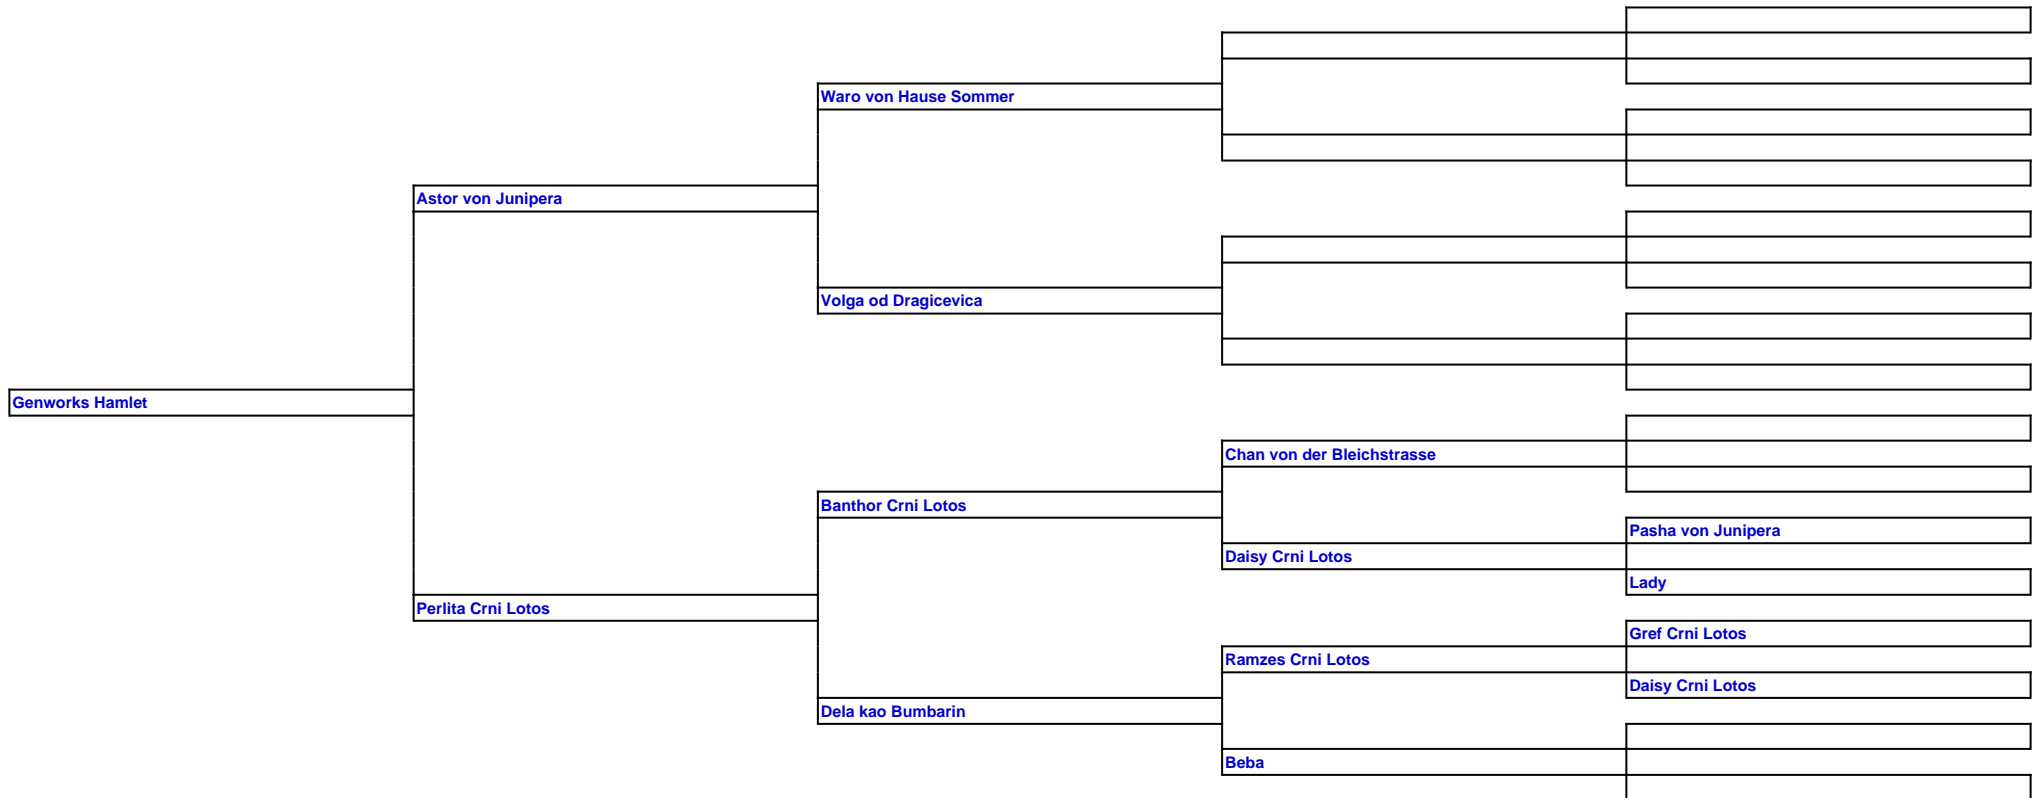 Waro von Hause Sommer
Astor von Junipera
Volga od Dragicevica
Genworks Hamlet
Chan von der Bleichstrasse
Banthor Crni Lotos
Pasha von Junipera
Daisy Crni Lotos
Lady
Perlita Crni Lotos
Gref Crni Lotos
Ramzes Crni Lotos
Daisy Crni Lotos
Dela kao Bumbarin
Beba